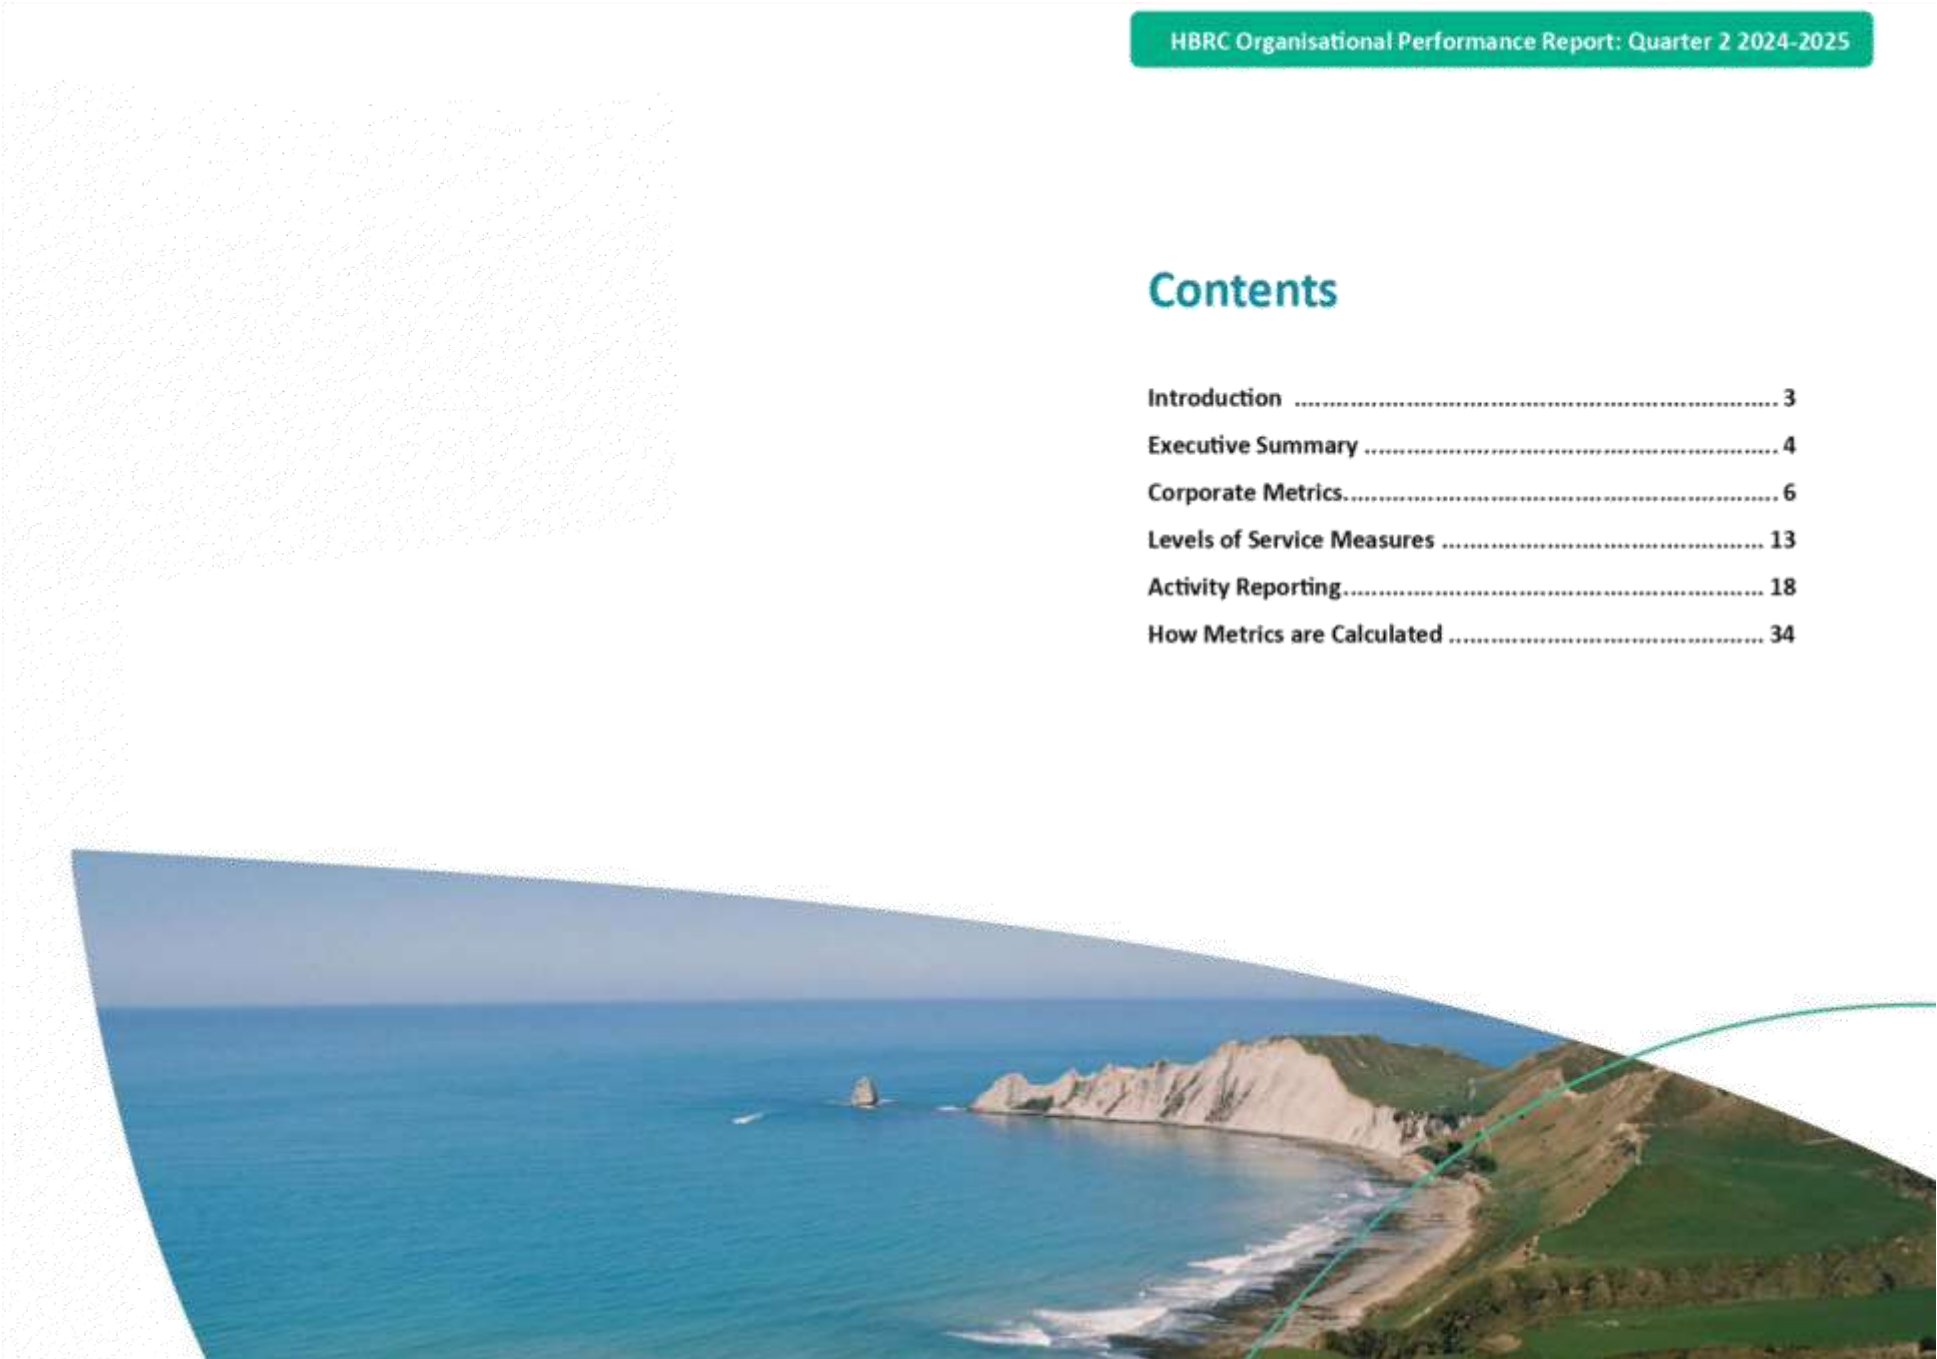 HBRC Organisational Performance Report: Quarter 2 2024-2025
Contents
Introduction ..................................................................... 3
Executive Summary ........................................................... 4
Corporate Metrics.............................................................. 6
Levels of Service Measures .............................................. 13
Activity Reporting............................................................ 18
How Metrics are Calculated ............................................. 34